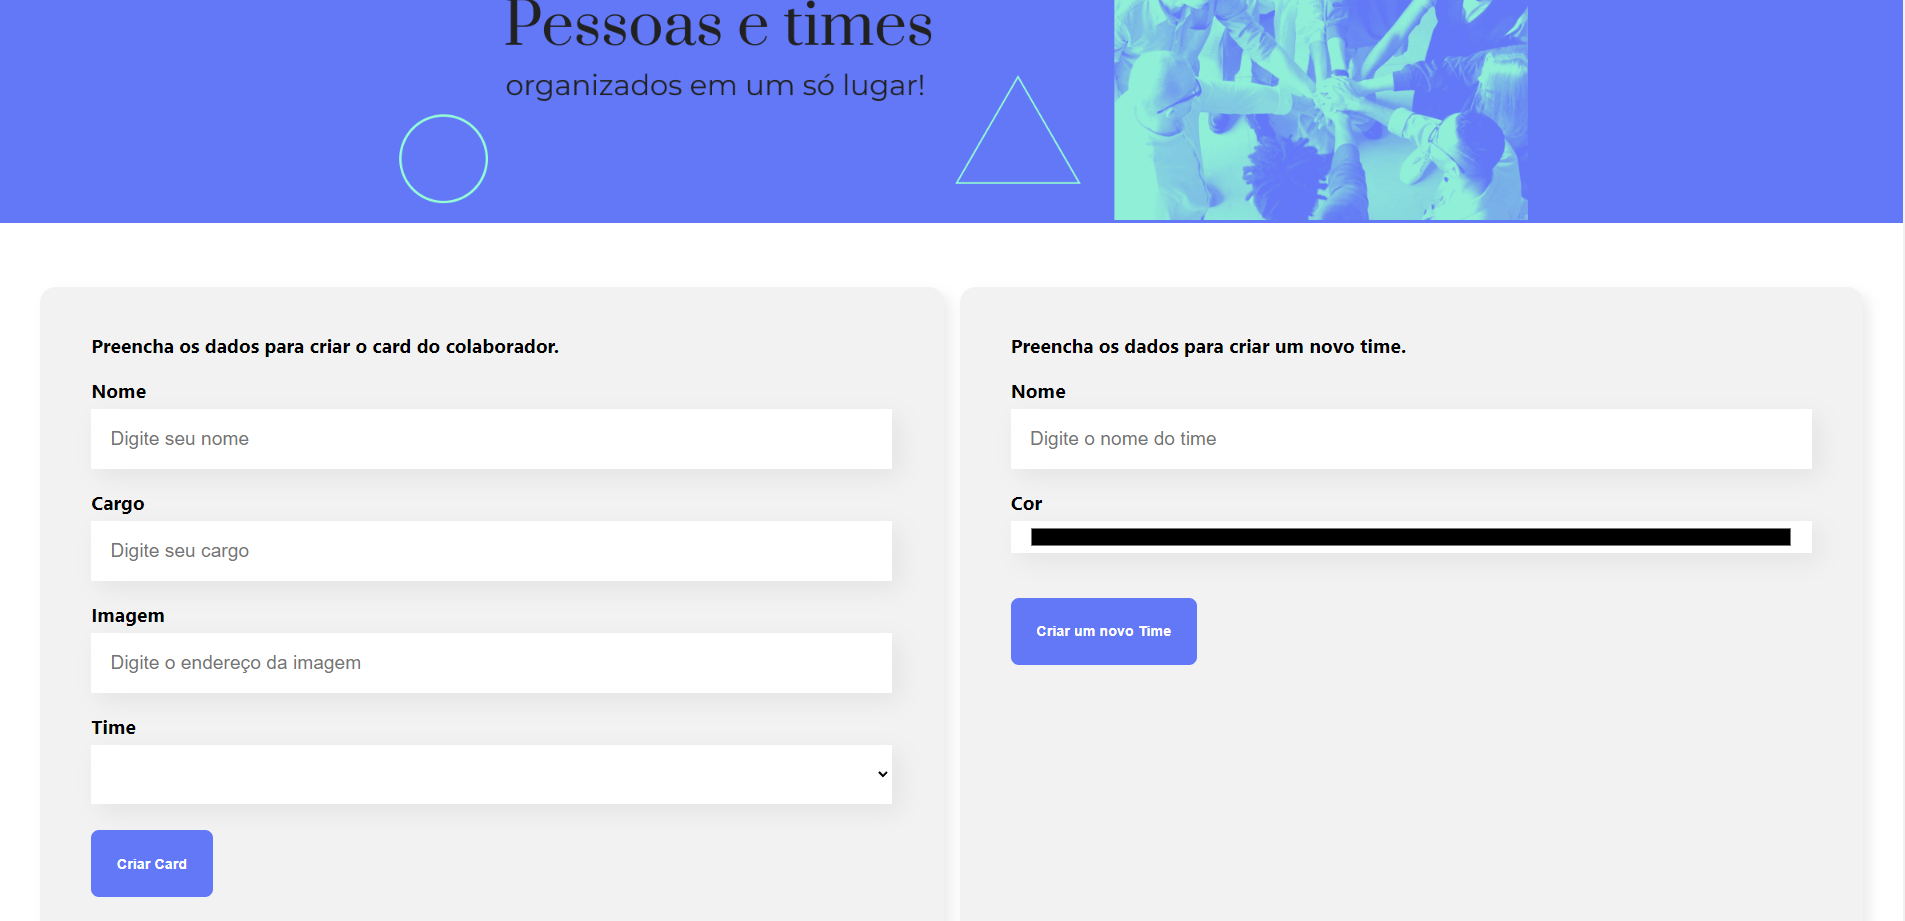 Pessoas e times
organizados em um só lugar!
Preencha os dados para criar o card do colaborador.
Nome
Digite seu nome
Cargo
Digite seu cargo
Imagem
Digite o endereço da imagem
Time
Criar Card
Preencha os dados para criar um novo time.
Nome
Digite o nome do time
Cor
Criar um novo Time